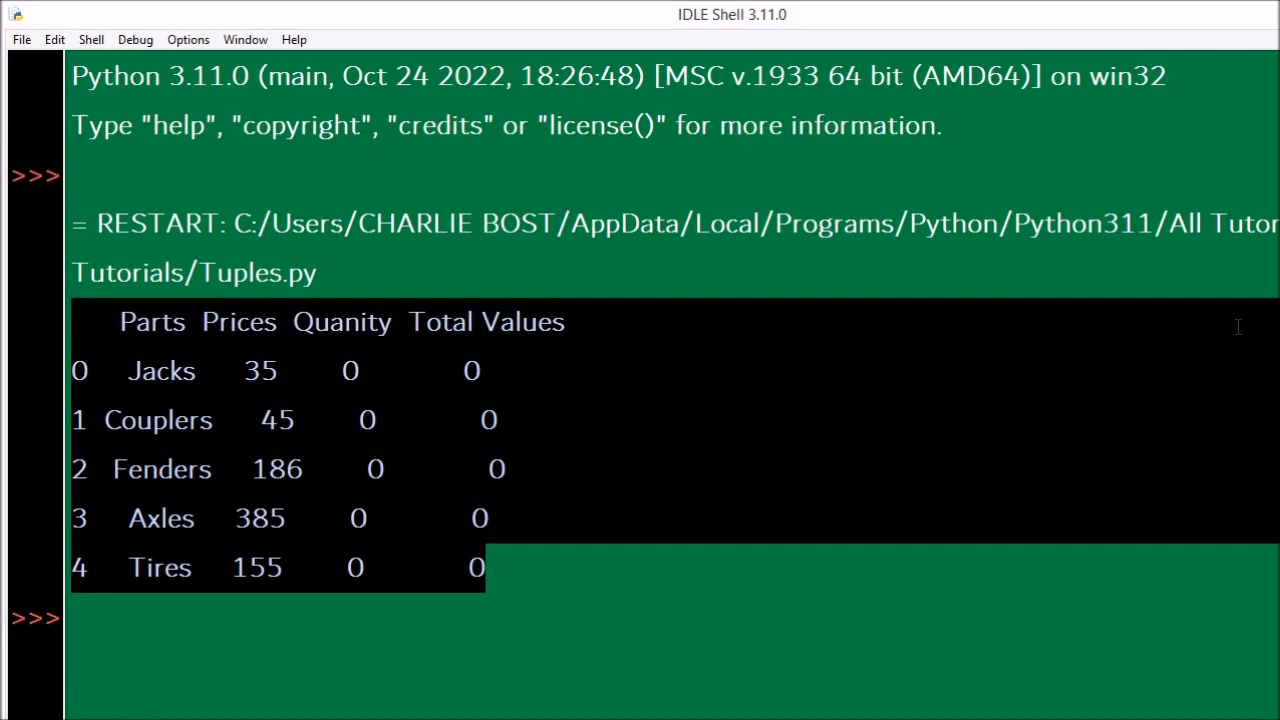 IDLE Shell 3.11.0
File Edit Shell Debug Options Window Help
Python 3.11.0 (main, Oct 24 2022, 18:26:48) [MSC v.1933 64 bit (AMD64)] on win32
Type "help", "copyright", "credits" or "license()" for more information.
>>>
= RESTART: C:/Users/CHARLIE BOST/AppData/Local/Programs/Python/Python311/All Tutor
Tutorials/Tuples.py
Parts Prices Quanity Total Values
0 Jacks 35 0 0
1 Couplers 45 0 0
2 Fenders 186 0 0
3 Axles 385 0 0
4 Tires 155 0 0
>>>